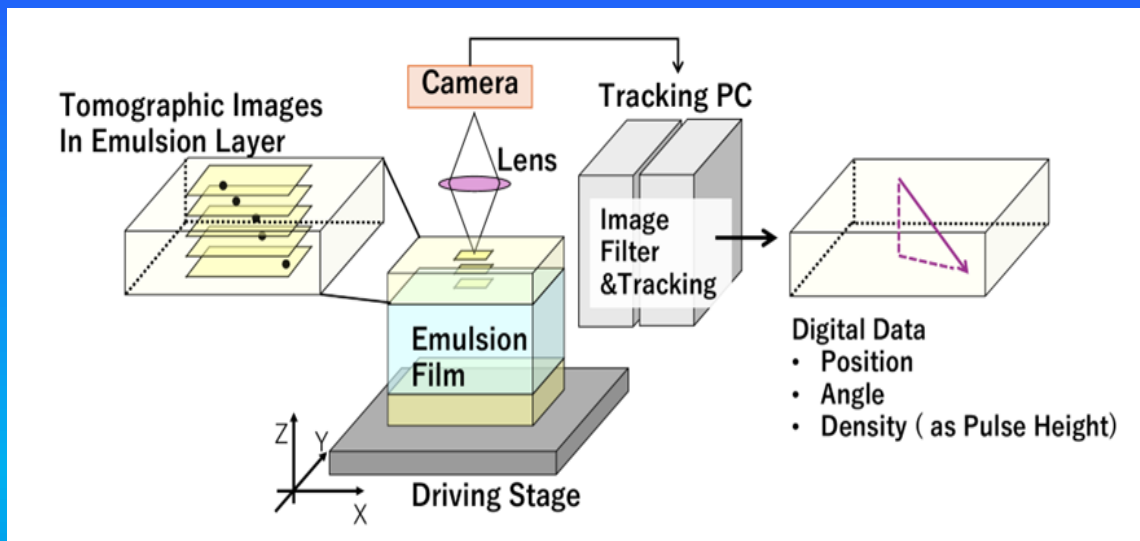 Camera
Tomographic Images
In Emulsion Layer
Tracking PC
Lens
Image
Filter
&Tracking
Emulsion
Film
Digital Data
• Position
• Angle
• Density ( as Pulse Height)
Z
Y
X
Driving Stage